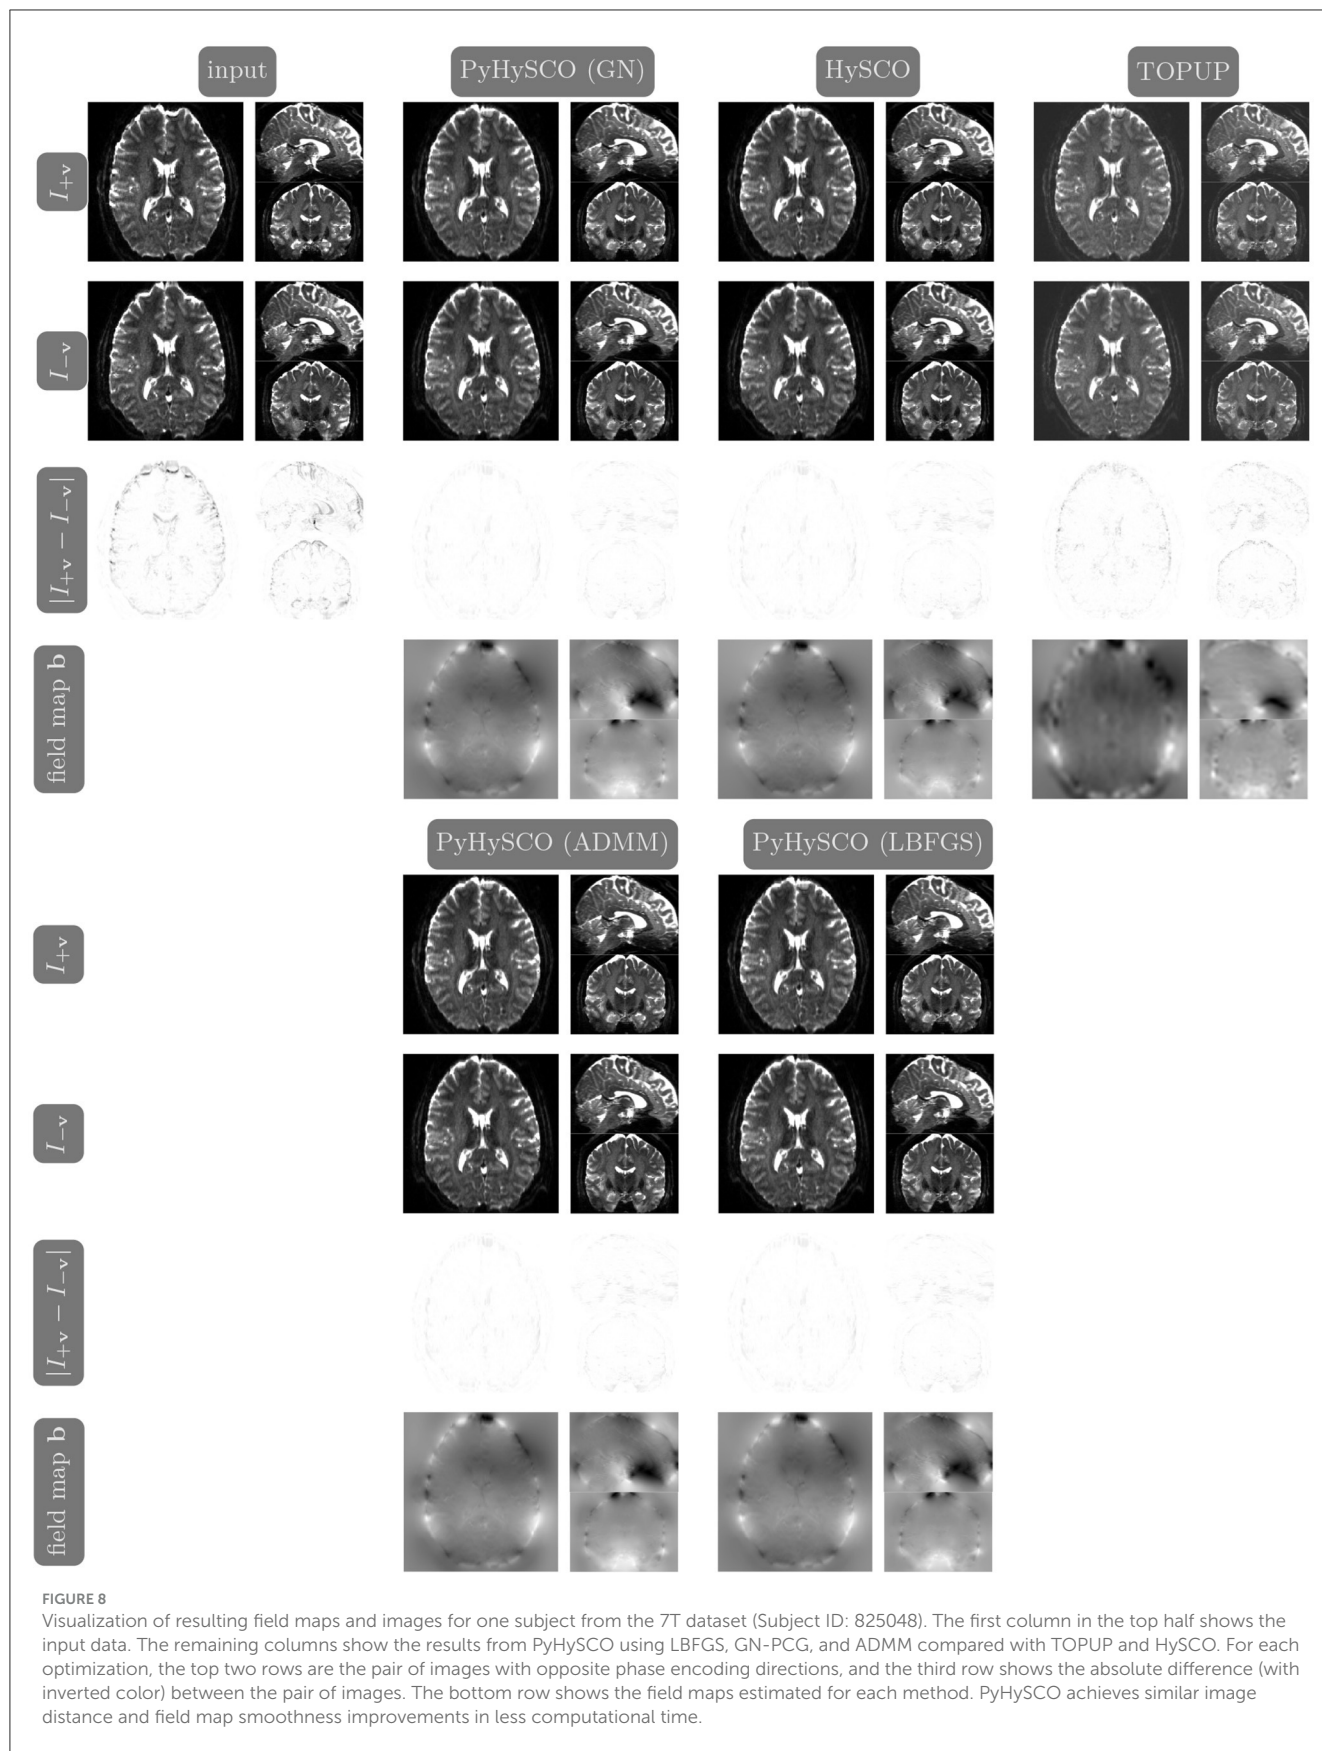 input
PyHySCO (GN)
HySCO
TOPUP
I+v
I−v
|I+v − I−v|
field map b
PyHySCO (ADMM)
PyHySCO (LBFGS)
I+v
I−v
|I+v − I−v|
field map b
FIGURE 8
Visualization of resulting field maps and images for one subject from the 7T dataset (Subject ID: 825048). The first column in the top half shows the
input data. The remaining columns show the results from PyHySCO using LBFGS, GN-PCG, and ADMM compared with TOPUP and HySCO. For each
optimization, the top two rows are the pair of images with opposite phase encoding directions, and the third row shows the absolute difference (with
inverted color) between the pair of images. The bottom row shows the field maps estimated for each method. PyHySCO achieves similar image
distance and field map smoothness improvements in less computational time.